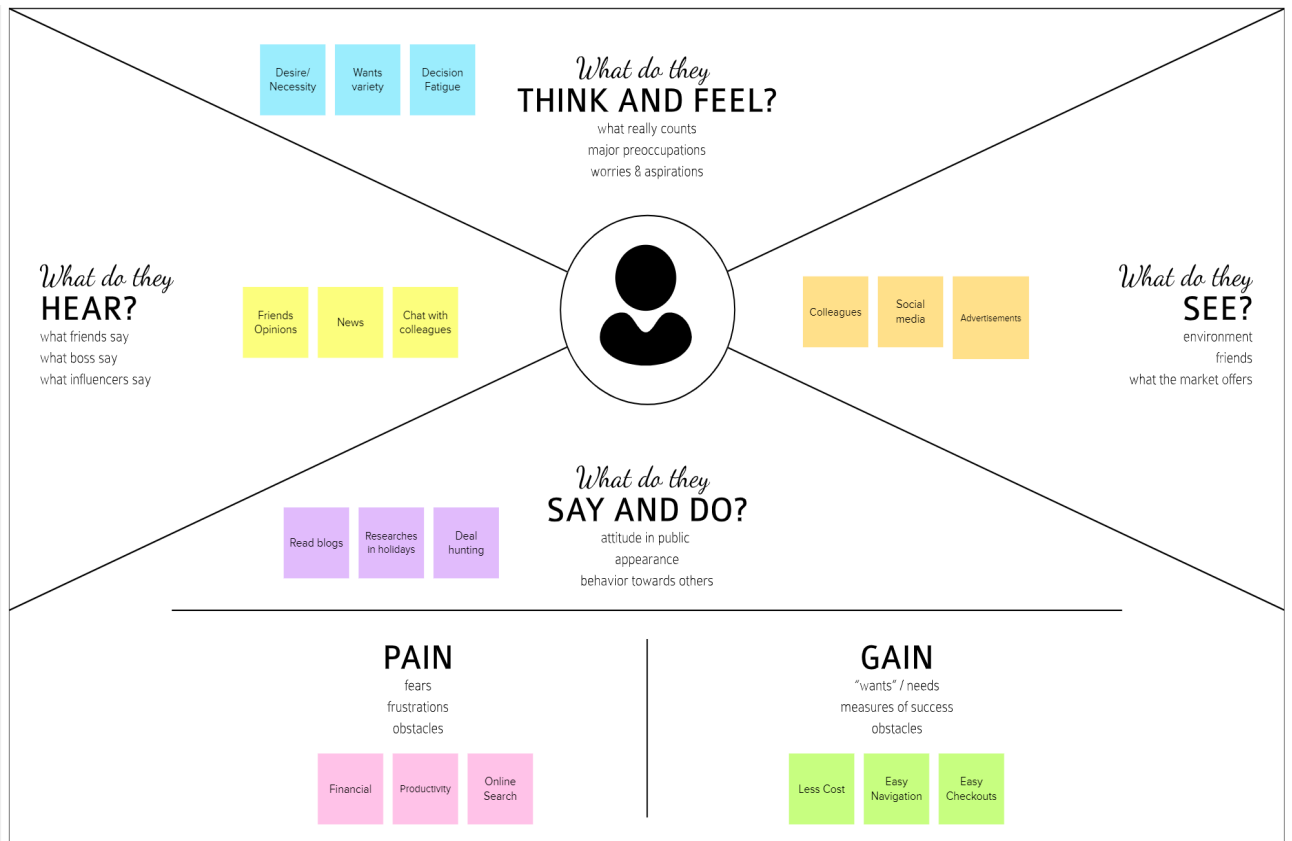 Desire/
Necessity
Wants
variety
Decision
Fatigue
What do they
THINK AND FEEL?
what really counts
major preoccupations
worries & aspirations
What do they
HEAR?
what friends say
what boss say
what influencers say
Friends
Opinions
News
Chat with
colleagues
Colleagues
Social
media
Advertisements
What do they
SEE?
environment
friends
what the market offers
What do they
SAY AND DO?
attitude in public
appearance
behavior towards others
Read blogs
Researches
in holidays
Deal
hunting
PAIN
fears
frustrations
obstacles
Financial
Productivity
Online
Search
GAIN
“wants” / needs
measures of success
obstacles
Less Cost
Easy
Navigation
Easy
Checkouts